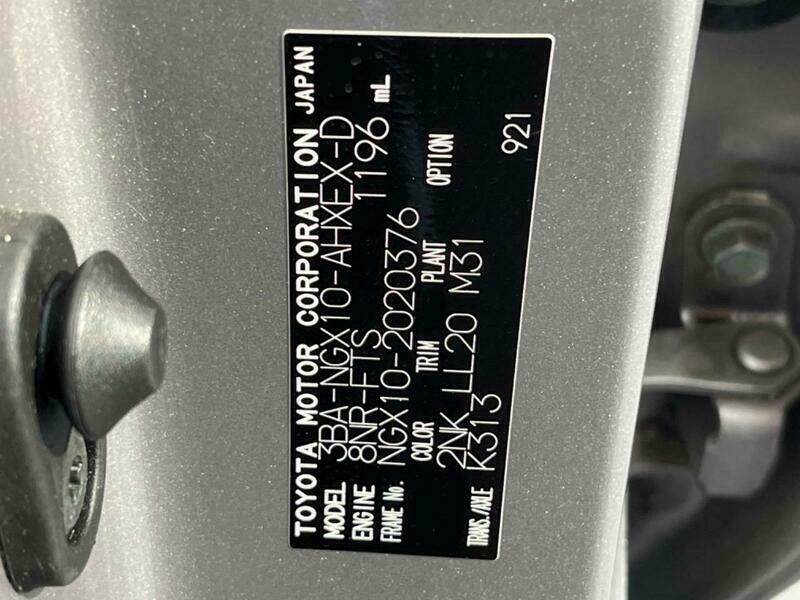 TOYOTA MOTOR CORPORATION JAPAN
MODEL 3BA-NGX10-AHXEX-D
ENGINE 8NR-FTS 1196 mL
FRAME No. NGX10-2020376
COLOR TRIM PLANT OPTION
2NK LL20 M31
TRANS./AXLE K313 921